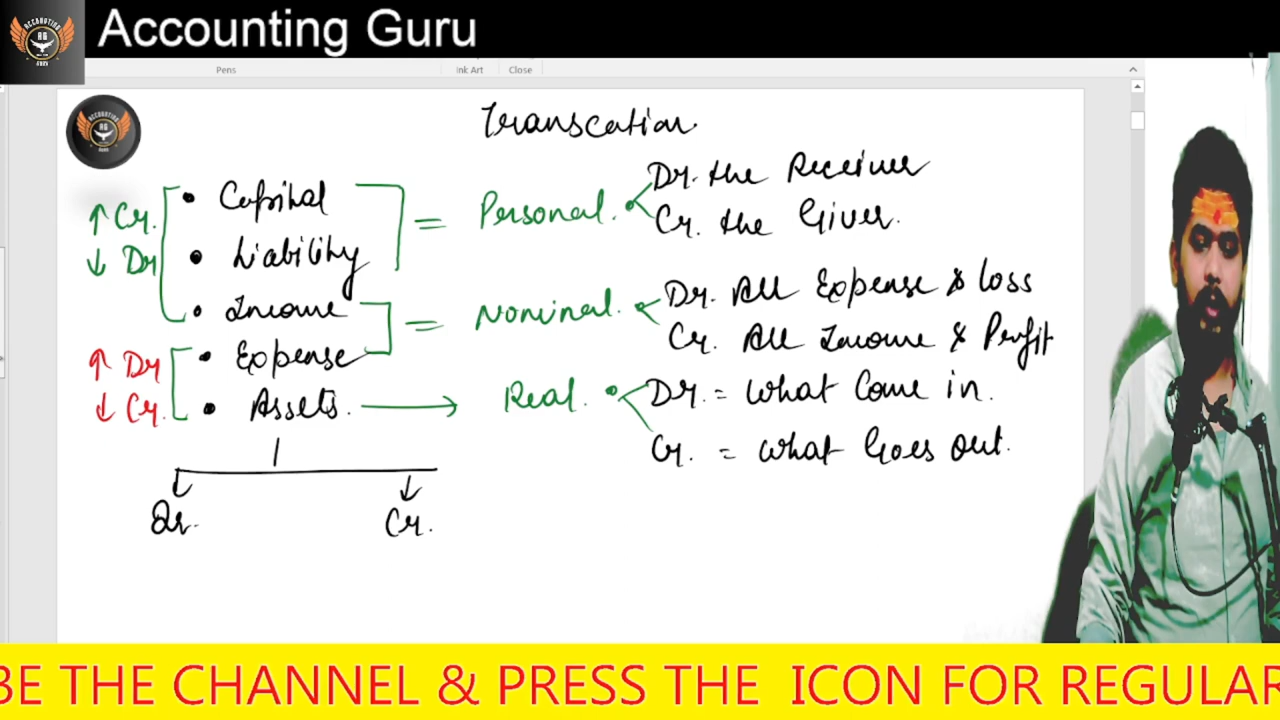 Accounting Guru
Pens
Ink Art
Close
Transcation
↑ Cr.
↓ Dr
• Capital
• Liability
• Income
= Personal.
Dr. the Receiver
Cr. the Giver.
= Nominal.
Dr. All Expense & Loss
Cr. All Income & Profit
↑ Dr
↓ Cr.
• Expense
• Assets.
Real.
Dr. = What Come in.
Cr. = What Goes out.
Dr.
Cr.
BE THE CHANNEL & PRESS THE ICON FOR REGULAR